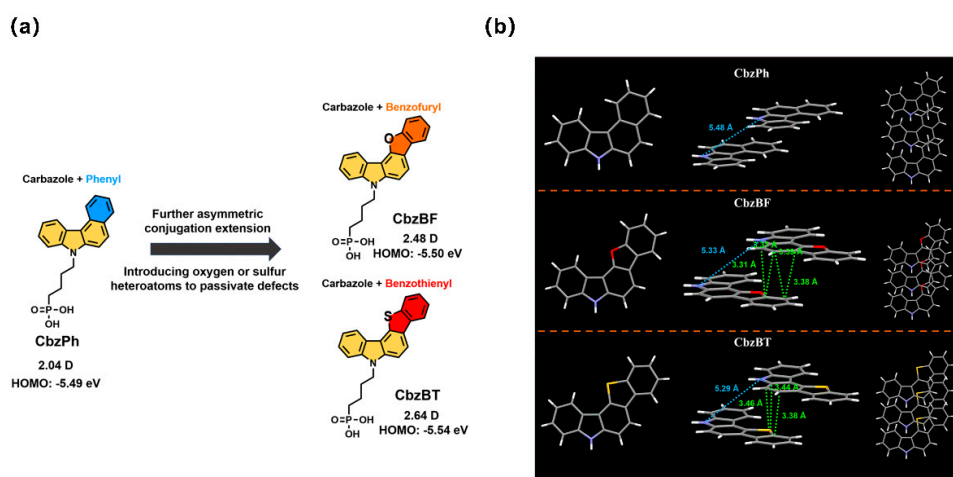 (a)
(b)
Carbazole + Phenyl
N
O=P-OH
OH
CbzPh
2.04 D
HOMO: -5.49 eV
Further asymmetric
conjugation extension
Introducing oxygen or sulfur
heteroatoms to passivate defects
Carbazole + Benzofuryl
O
N
O=P-OH
OH
CbzBF
2.48 D
HOMO: -5.50 eV
Carbazole + Benzothienyl
S
N
O=P-OH
OH
CbzBT
2.64 D
HOMO: -5.54 eV
CbzPh
5.48 Å
CbzBF
5.33 Å
3.31 Å
3.38 Å
CbzBT
5.29 Å
3.44 Å
3.46 Å
3.38 Å